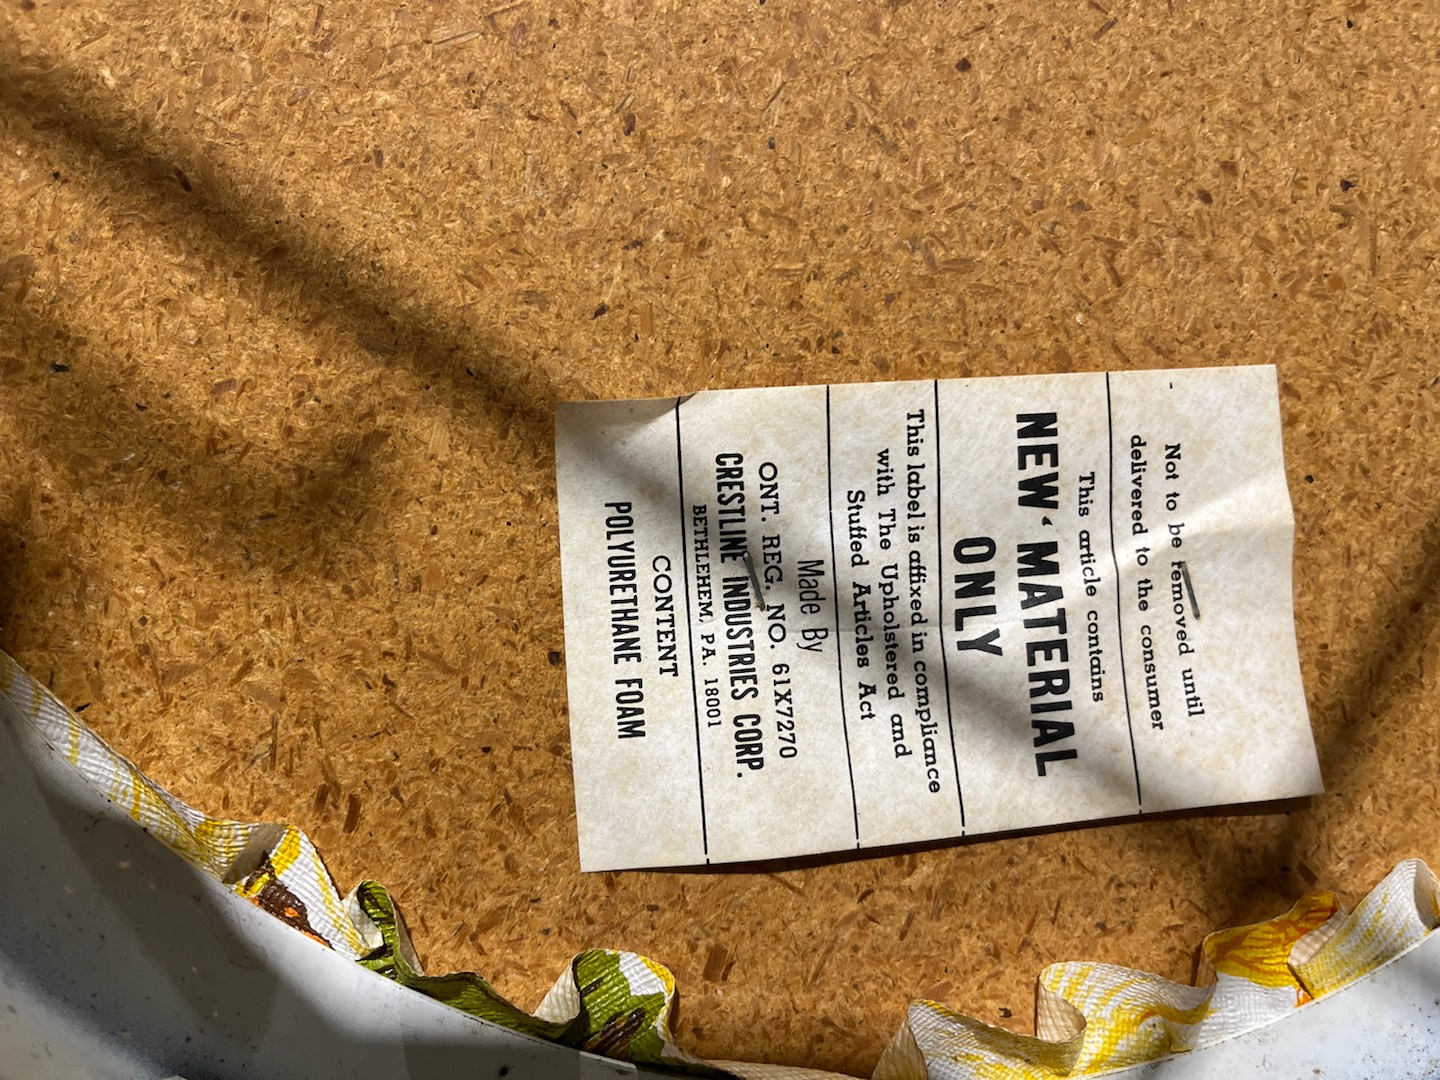 Not to be removed until
delivered to the consumer
This article contains
NEW MATERIAL
ONLY
This label is affixed in compliance
with The Upholstered and
Stuffed Articles Act
Made By
ONT. REG. NO. 61X7270
CRESTLINE INDUSTRIES CORP.
BETHLEHEM, PA. 18001
CONTENT
POLYURETHANE FOAM